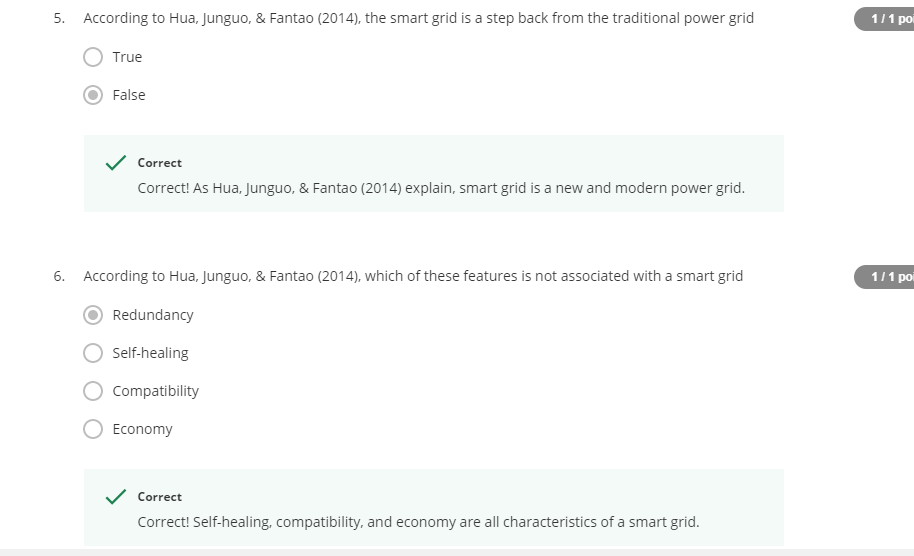 5. According to Hua, Junguo, & Fantao (2014), the smart grid is a step back from the traditional power grid
1 / 1 poi
True
False
Correct
Correct! As Hua, Junguo, & Fantao (2014) explain, smart grid is a new and modern power grid.
6. According to Hua, Junguo, & Fantao (2014), which of these features is not associated with a smart grid
1 / 1 poi
Redundancy
Self-healing
Compatibility
Economy
Correct
Correct! Self-healing, compatibility, and economy are all characteristics of a smart grid.